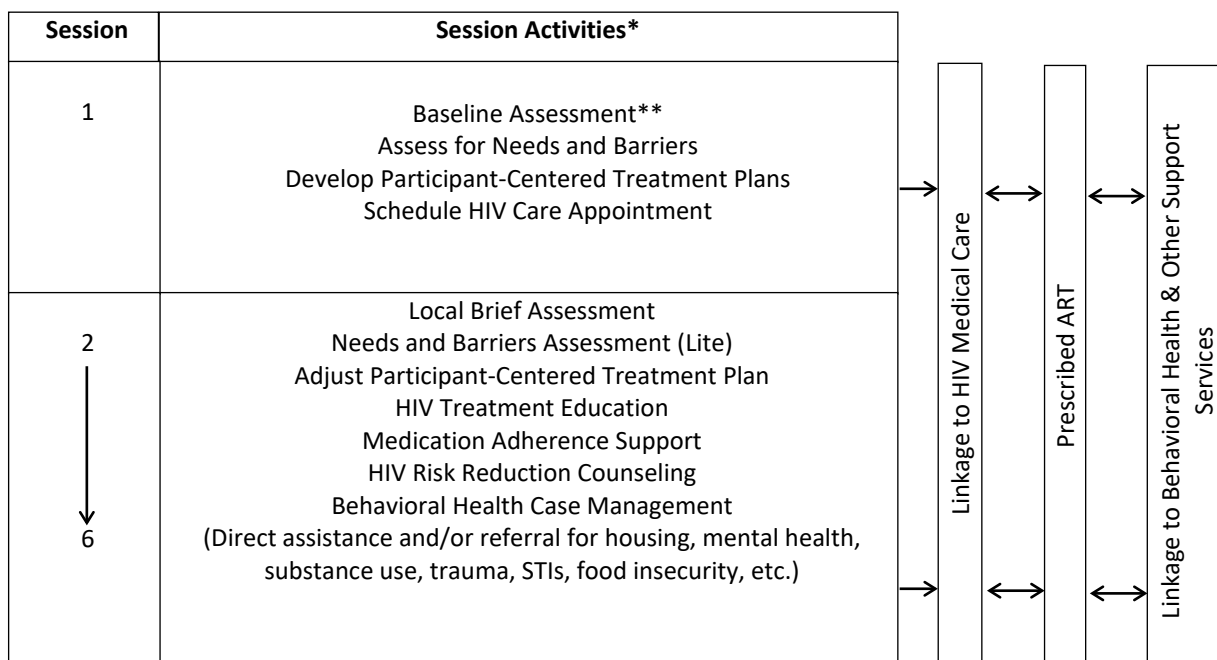 Session
Session Activities*
1
Baseline Assessment**
Assess for Needs and Barriers
Develop Participant-Centered Treatment Plans
Schedule HIV Care Appointment
2
6
Local Brief Assessment
Needs and Barriers Assessment (Lite)
Adjust Participant-Centered Treatment Plan
HIV Treatment Education
Medication Adherence Support
HIV Risk Reduction Counseling
Behavioral Health Case Management
(Direct assistance and/or referral for housing, mental health,
substance use, trauma, STIs, food insecurity, etc.)
Linkage to HIV Medical Care
Prescribed ART
Linkage to Behavioral Health & Other Support
Services